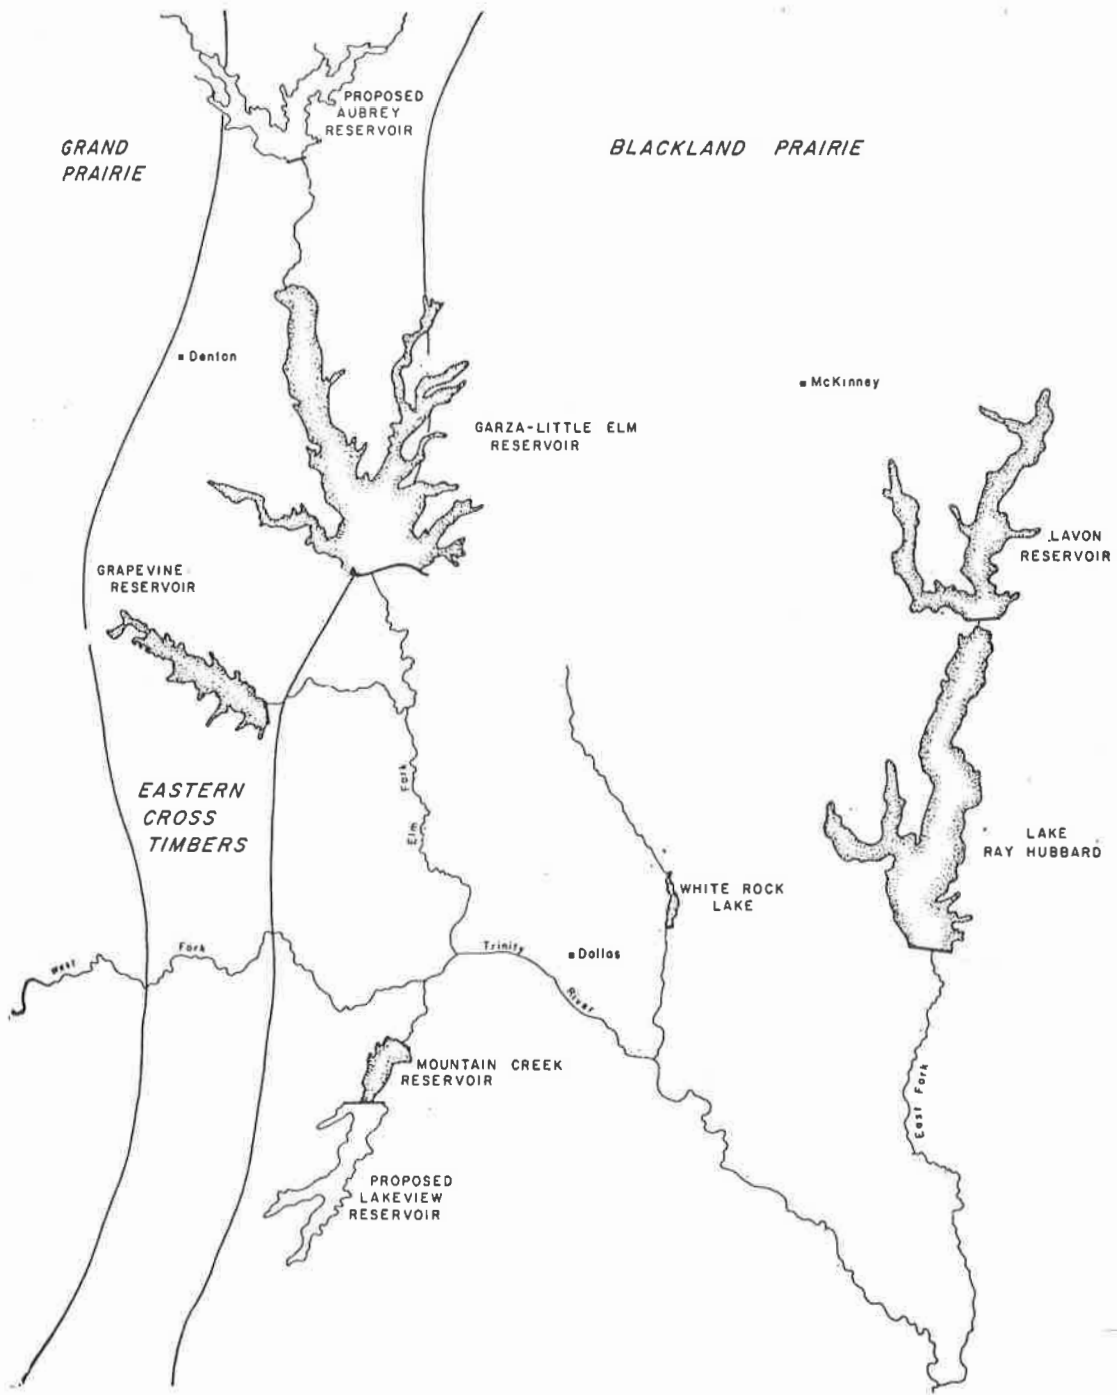 PROPOSED
AUBREY
RESERVOIR
GRAND
PRAIRIE
BLACKLAND PRAIRIE
Denton
McKinney
GARZA-LITTLE ELM
RESERVOIR
LAVON
RESERVOIR
GRAPEVINE
RESERVOIR
EASTERN
CROSS
TIMBERS
Elm Fork
LAKE
RAY HUBBARD
WHITE ROCK
LAKE
West Fork
Trinity River
Dallas
MOUNTAIN CREEK
RESERVOIR
East Fork
PROPOSED
LAKEVIEW
RESERVOIR